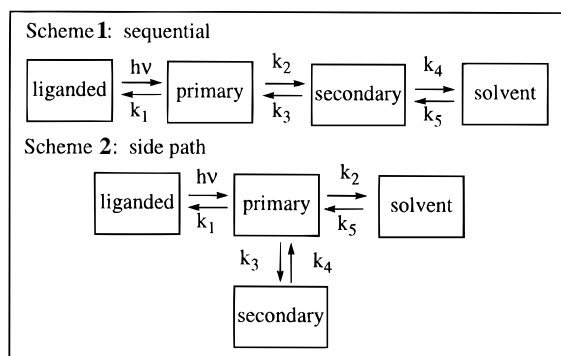 Scheme 1: sequential
hν k2 k4
liganded primary secondary solvent
k1 k3 k5
Scheme 2: side path
hν k2
liganded primary solvent
k1 k5
k3 k4
secondary